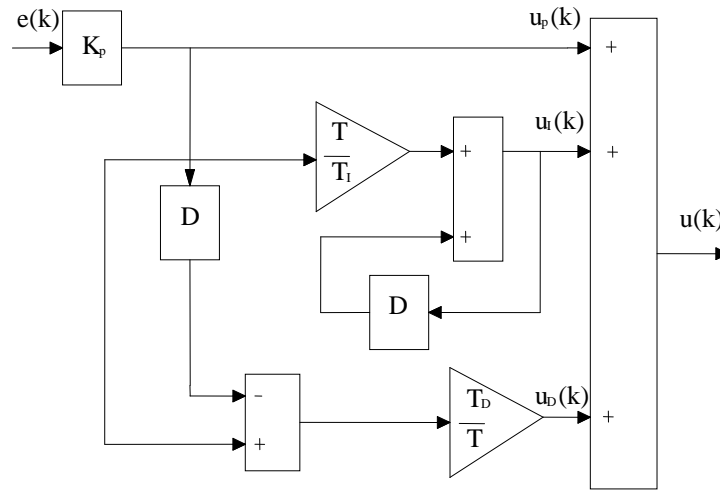 e(k)
Kp
up(k)
+
T
TI
+
uI(k)
+
D
+
u(k)
D
-
+
TD
T
uD(k)
+